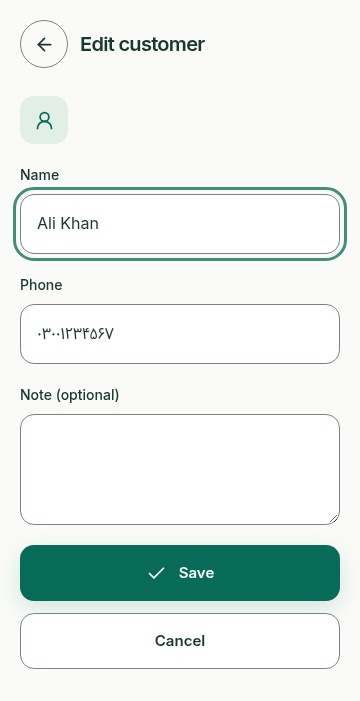 Edit customer
Name
Ali Khan
Phone
۰۳۰۰۱۲۳۴۵۶۷
Note (optional)
Save
Cancel